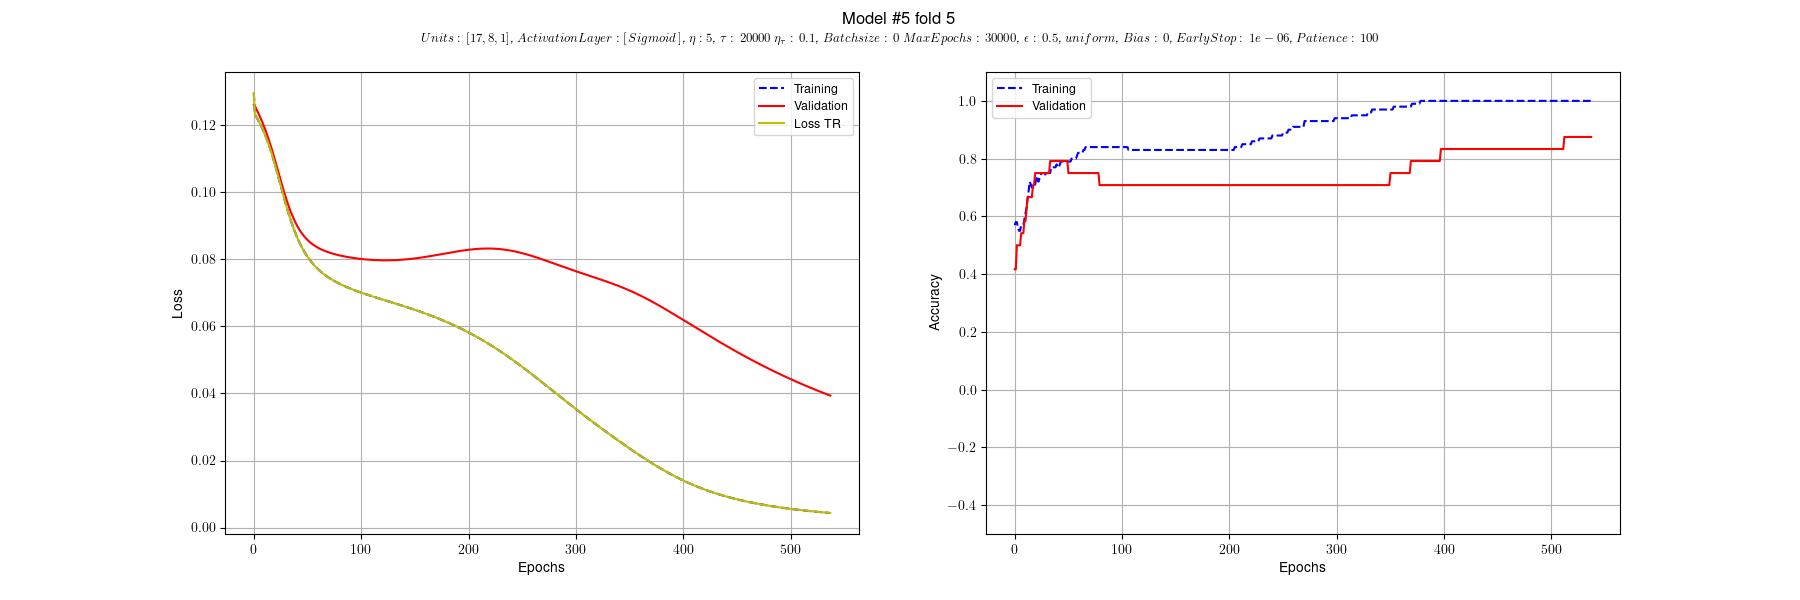 Model #5 fold 5
Units : [17, 8, 1], ActivationLayer : [Sigmoid], η : 5, τ : 20000 η_τ : 0.1, Batchsize : 0 MaxEpochs : 30000, ϵ : 0.5, uniform, Bias : 0, EarlyStop : 1e − 06, Patience : 100
Training
Validation
Loss TR
0.12
0.10
0.08
0.06
0.04
0.02
0.00
Loss
0 100 200 300 400 500
Epochs
Training
Validation
1.0
0.8
0.6
0.4
0.2
0.0
−0.2
−0.4
Accuracy
0 100 200 300 400 500
Epochs